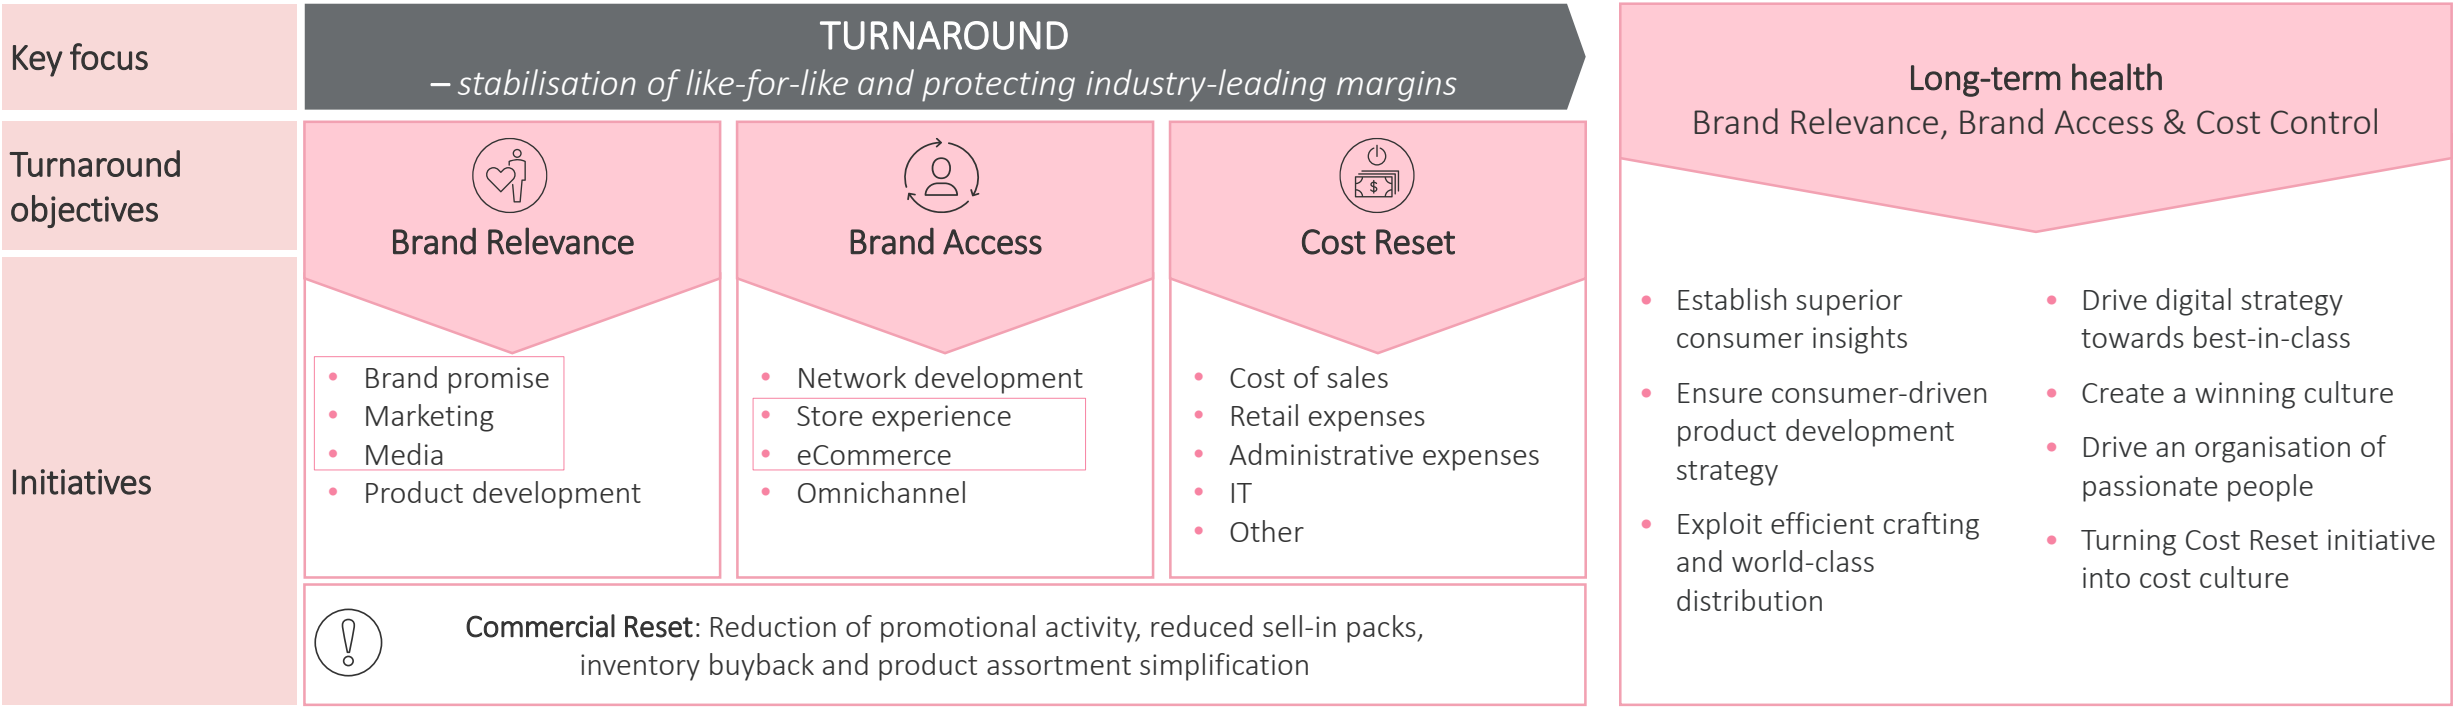 Key focus
TURNAROUND
– stabilisation of like-for-like and protecting industry-leading margins
Turnaround
objectives
Brand Relevance
Brand Access
Cost Reset
Initiatives
• Brand promise
• Marketing
• Media
• Product development
• Network development
• Store experience
• eCommerce
• Omnichannel
• Cost of sales
• Retail expenses
• Administrative expenses
• IT
• Other
Commercial Reset: Reduction of promotional activity, reduced sell-in packs,
inventory buyback and product assortment simplification
Long-term health
Brand Relevance, Brand Access & Cost Control
• Establish superior
consumer insights
• Ensure consumer-driven
product development
strategy
• Exploit efficient crafting
and world-class
distribution
• Drive digital strategy
towards best-in-class
• Create a winning culture
• Drive an organisation of
passionate people
• Turning Cost Reset initiative
into cost culture